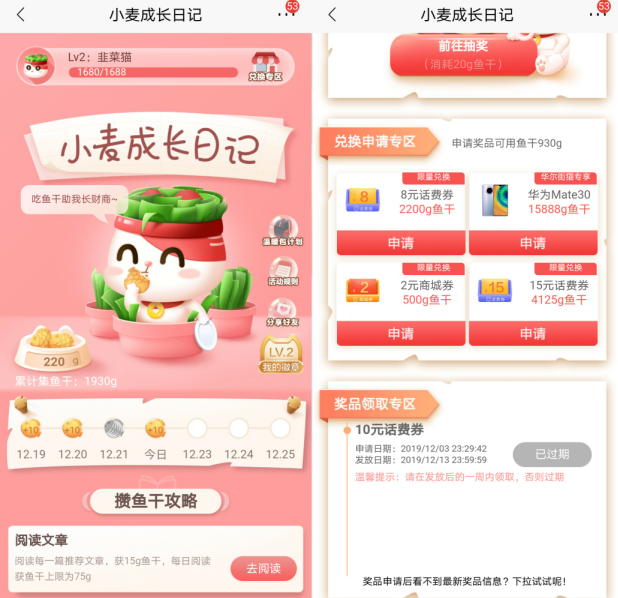 小麦成长日记
53
Lv2：韭菜猫
1680/1688
兑换专区
小麦成长日记
吃鱼干助我长财商~
温暖包计划
活动规则
分享好友
LV.2
我的徽章
220 g
累计集鱼干：1930g
+10
+10
+10
12.19
12.20
12.21
今日
12.23
12.24
12.25
攒鱼干攻略
阅读文章
阅读每一篇推荐文章，获15g鱼干，每日阅读
获鱼干上限为75g
去阅读
小麦成长日记
53
前往抽奖
（消耗20g鱼干）
兑换申请专区
申请奖品可用鱼干930g
限量兑换
8
8元话费券
2200g鱼干
申请
华尔街猫专享
华为Mate30
15888g鱼干
申请
限量兑换
2
2元商城券
500g鱼干
申请
限量兑换
15
15元话费券
4125g鱼干
申请
奖品领取专区
10元话费券
申请日期：2019/12/03 23:29:42
发放日期：2019/12/13 23:59:59
已过期
温馨提示：请在发放后的一周内领取，否则过期
奖品申请后看不到最新奖品信息？下拉试试呢！